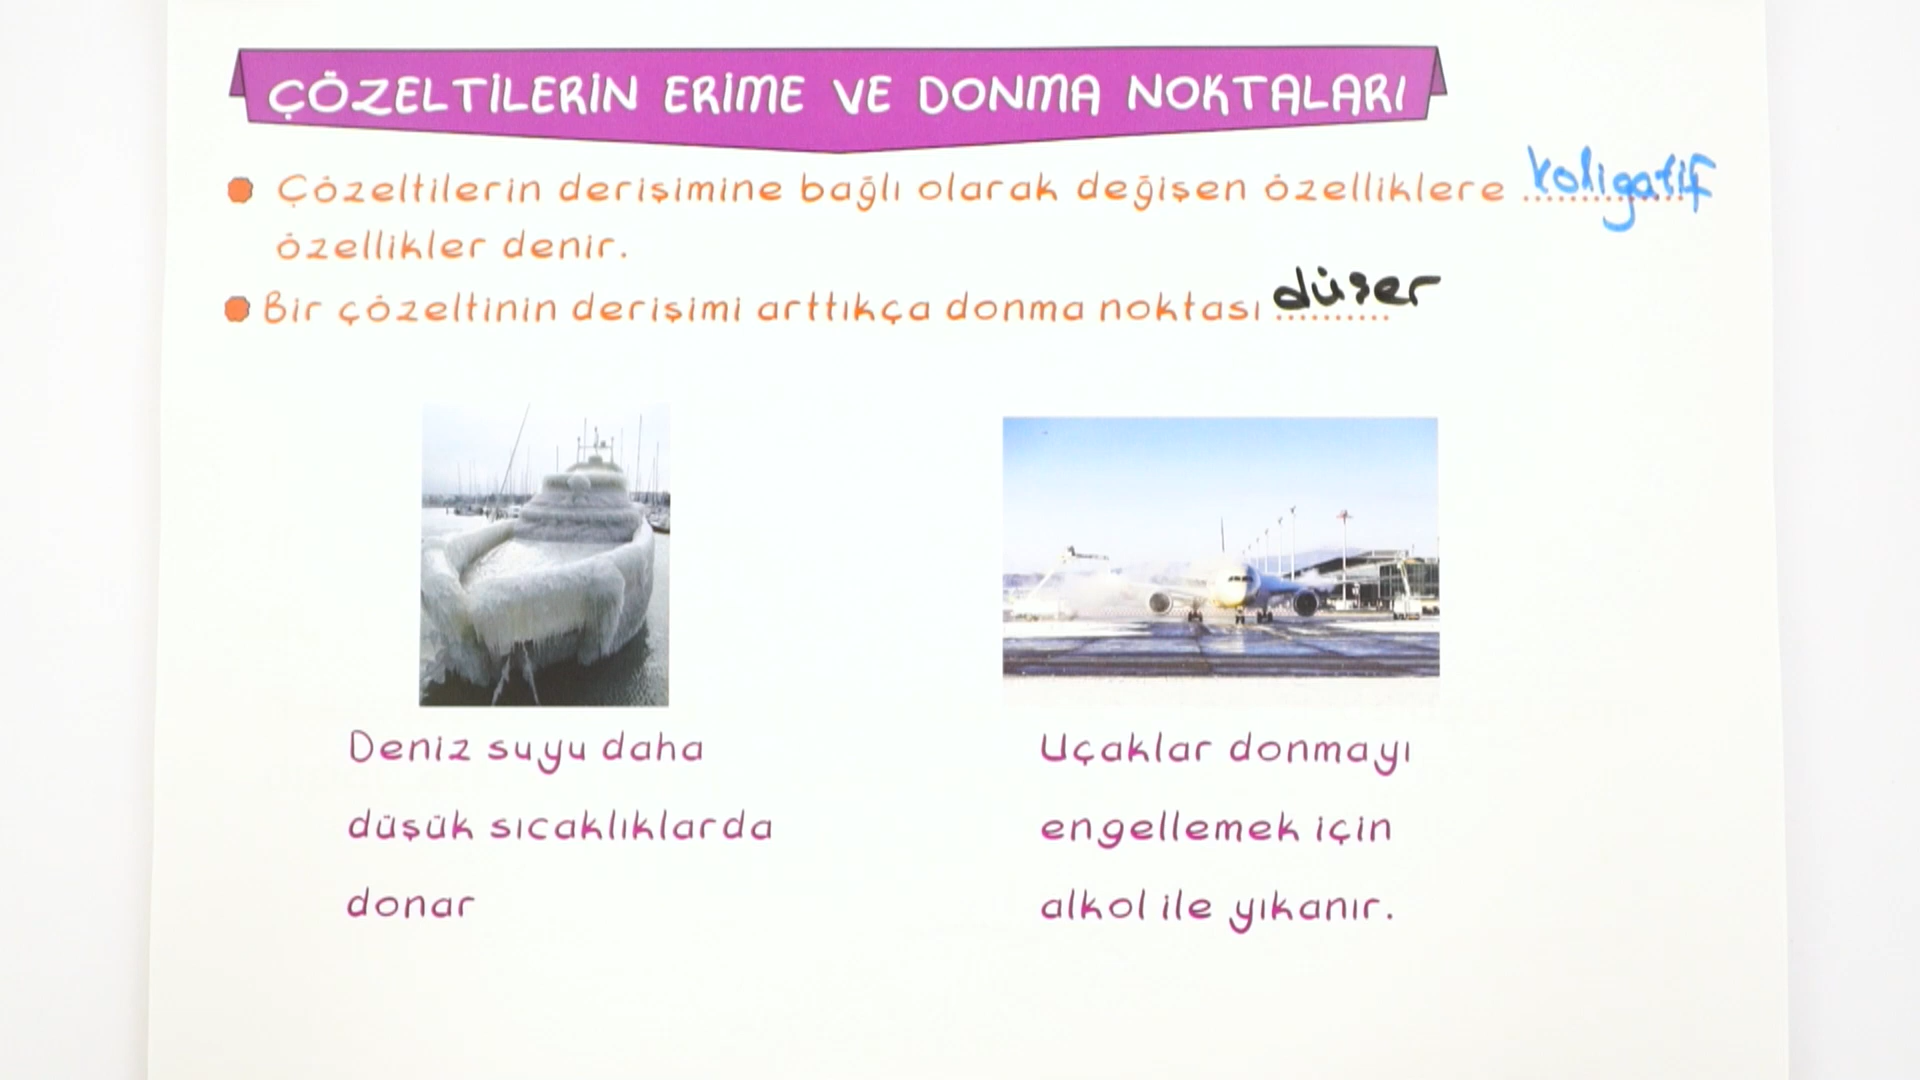 ÇÖZELTİLERİN ERİME VE DONMA NOKTALARI
Çözeltilerin derişimine bağlı olarak değişen özelliklere koligatif
özellikler denir.
Bir çözeltinin derişimi arttıkça donma noktası düşer
Deniz suyu daha
düşük sıcaklıklarda
donar
Uçaklar donmayı
engellemek için
alkol ile yıkanır.